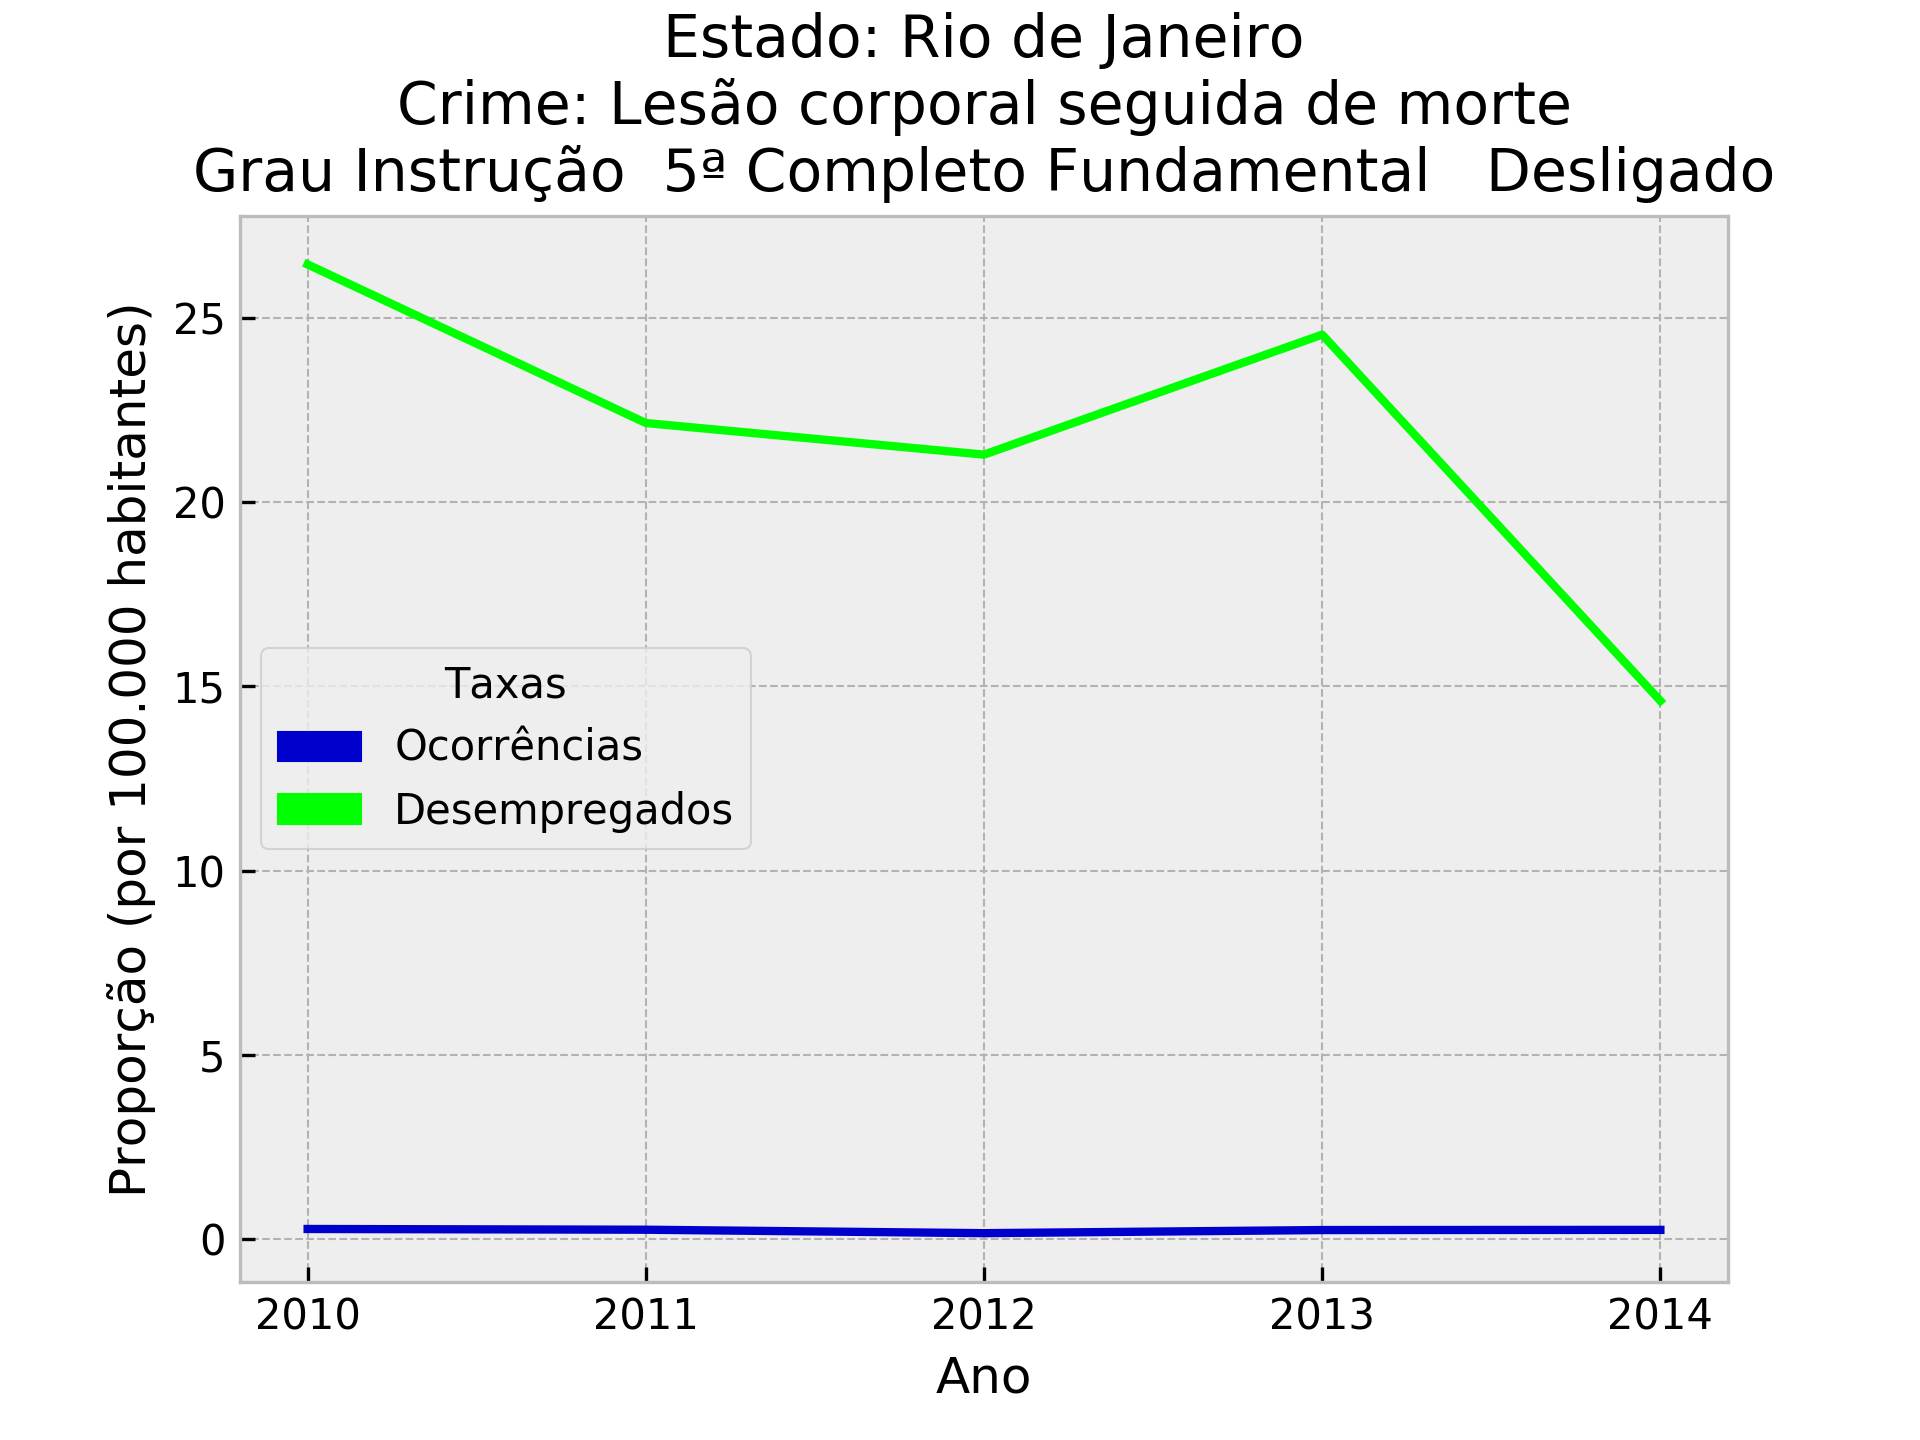 Estado: Rio de Janeiro
Crime: Lesão corporal seguida de morte
Grau Instrução  5ª Completo Fundamental   Desligado
Proporção (por 100.000 habitantes)
25
20
15
10
5
0
Taxas
Ocorrências
Desempregados
2010 2011 2012 2013 2014
Ano